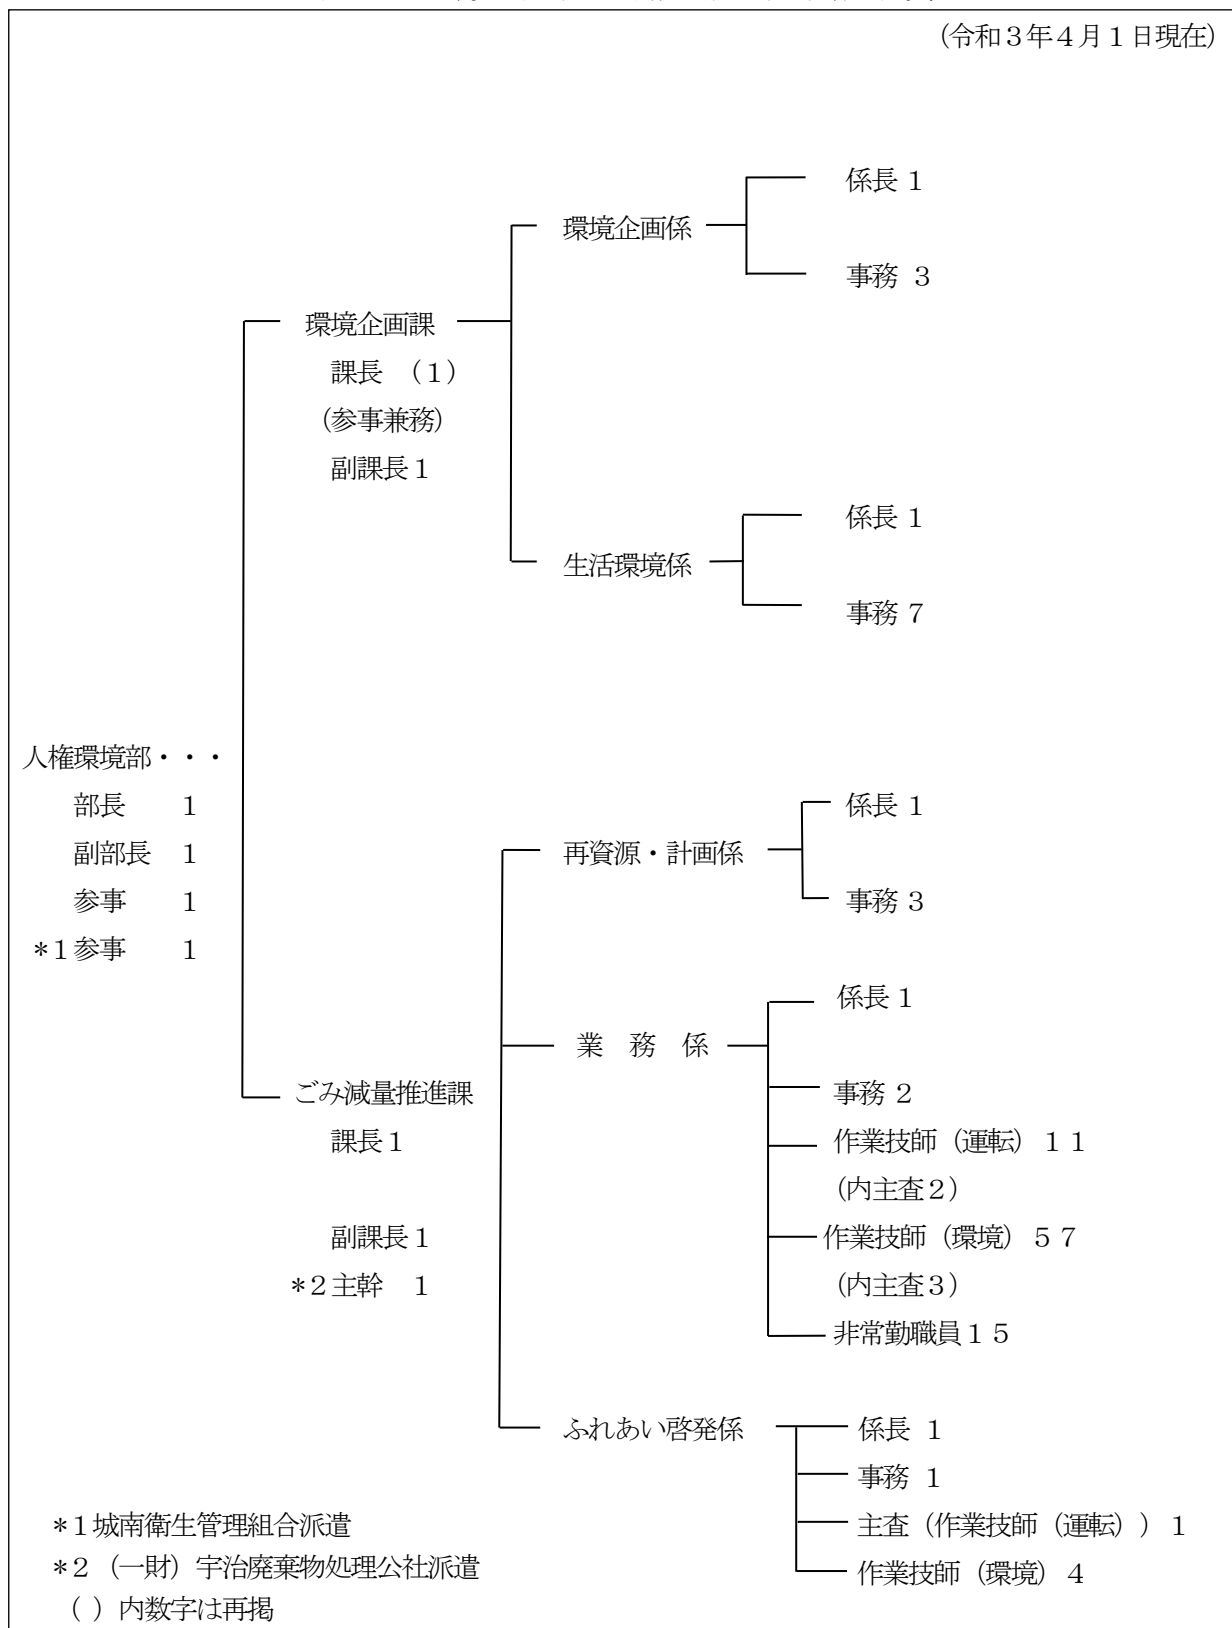 (令和3年4月1日現在)
係長 1
環境企画係
事務 3
環境企画課
課長 （1）
(参事兼務)
副課長1
係長 1
生活環境係
事務 7
人権環境部・・・
部長 1
副部長 1
参事 1
*1参事 1
係長 1
再資源・計画係
事務 3
係長 1
業 務 係
ごみ減量推進課
事務 2
課長1
作業技師（運転）11
(内主査2)
副課長1
作業技師（環境）57
*2主幹 1
(内主査3)
非常勤職員15
ふれあい啓発係
係長 1
事務 1
主査（作業技師（運転））1
作業技師（環境）4
*1城南衛生管理組合派遣
*2（一財）宇治廃棄物処理公社派遣
( ）内数字は再掲